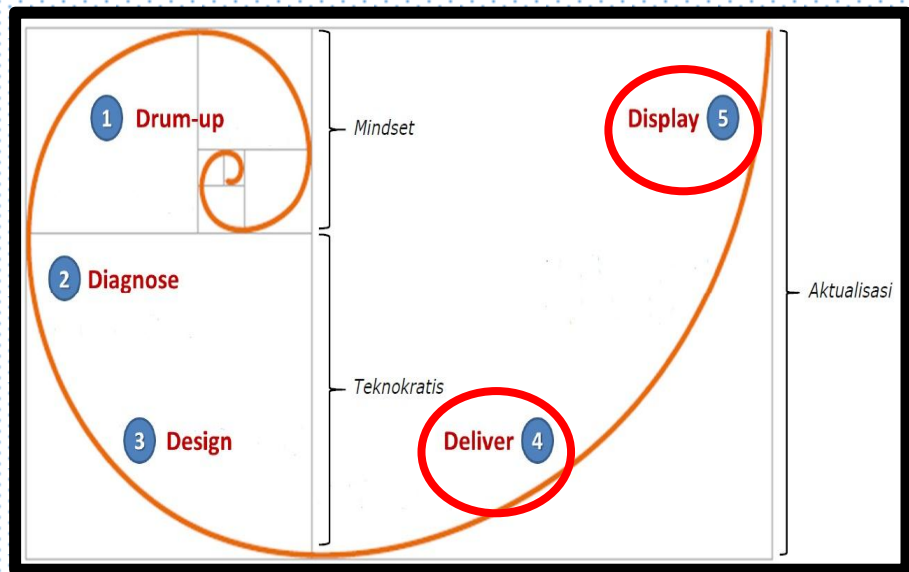 1 Drum-up
Mindset
Display 5
2 Diagnose
Aktualisasi
Teknokratis
3 Design
Deliver 4